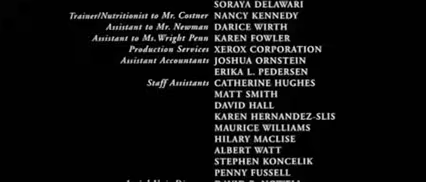 SORAYA DELAWARI
Trainer/Nutritionist to Mr. Costner NANCY KENNEDY
Assistant to Mr. Newman DARICE WIRTH
Assistant to Ms. Wright Penn KAREN FOWLER
Production Services XEROX CORPORATION
Assistant Accountants JOSHUA ORNSTEIN
ERIKA L. PEDERSEN
Staff Assistants CATHERINE HUGHES
MATT SMITH
DAVID HALL
KAREN HERNANDEZ-SLIS
MAURICE WILLIAMS
HILARY MACLISE
ALBERT WATT
STEPHEN KONCELIK
PENNY FUSSELL